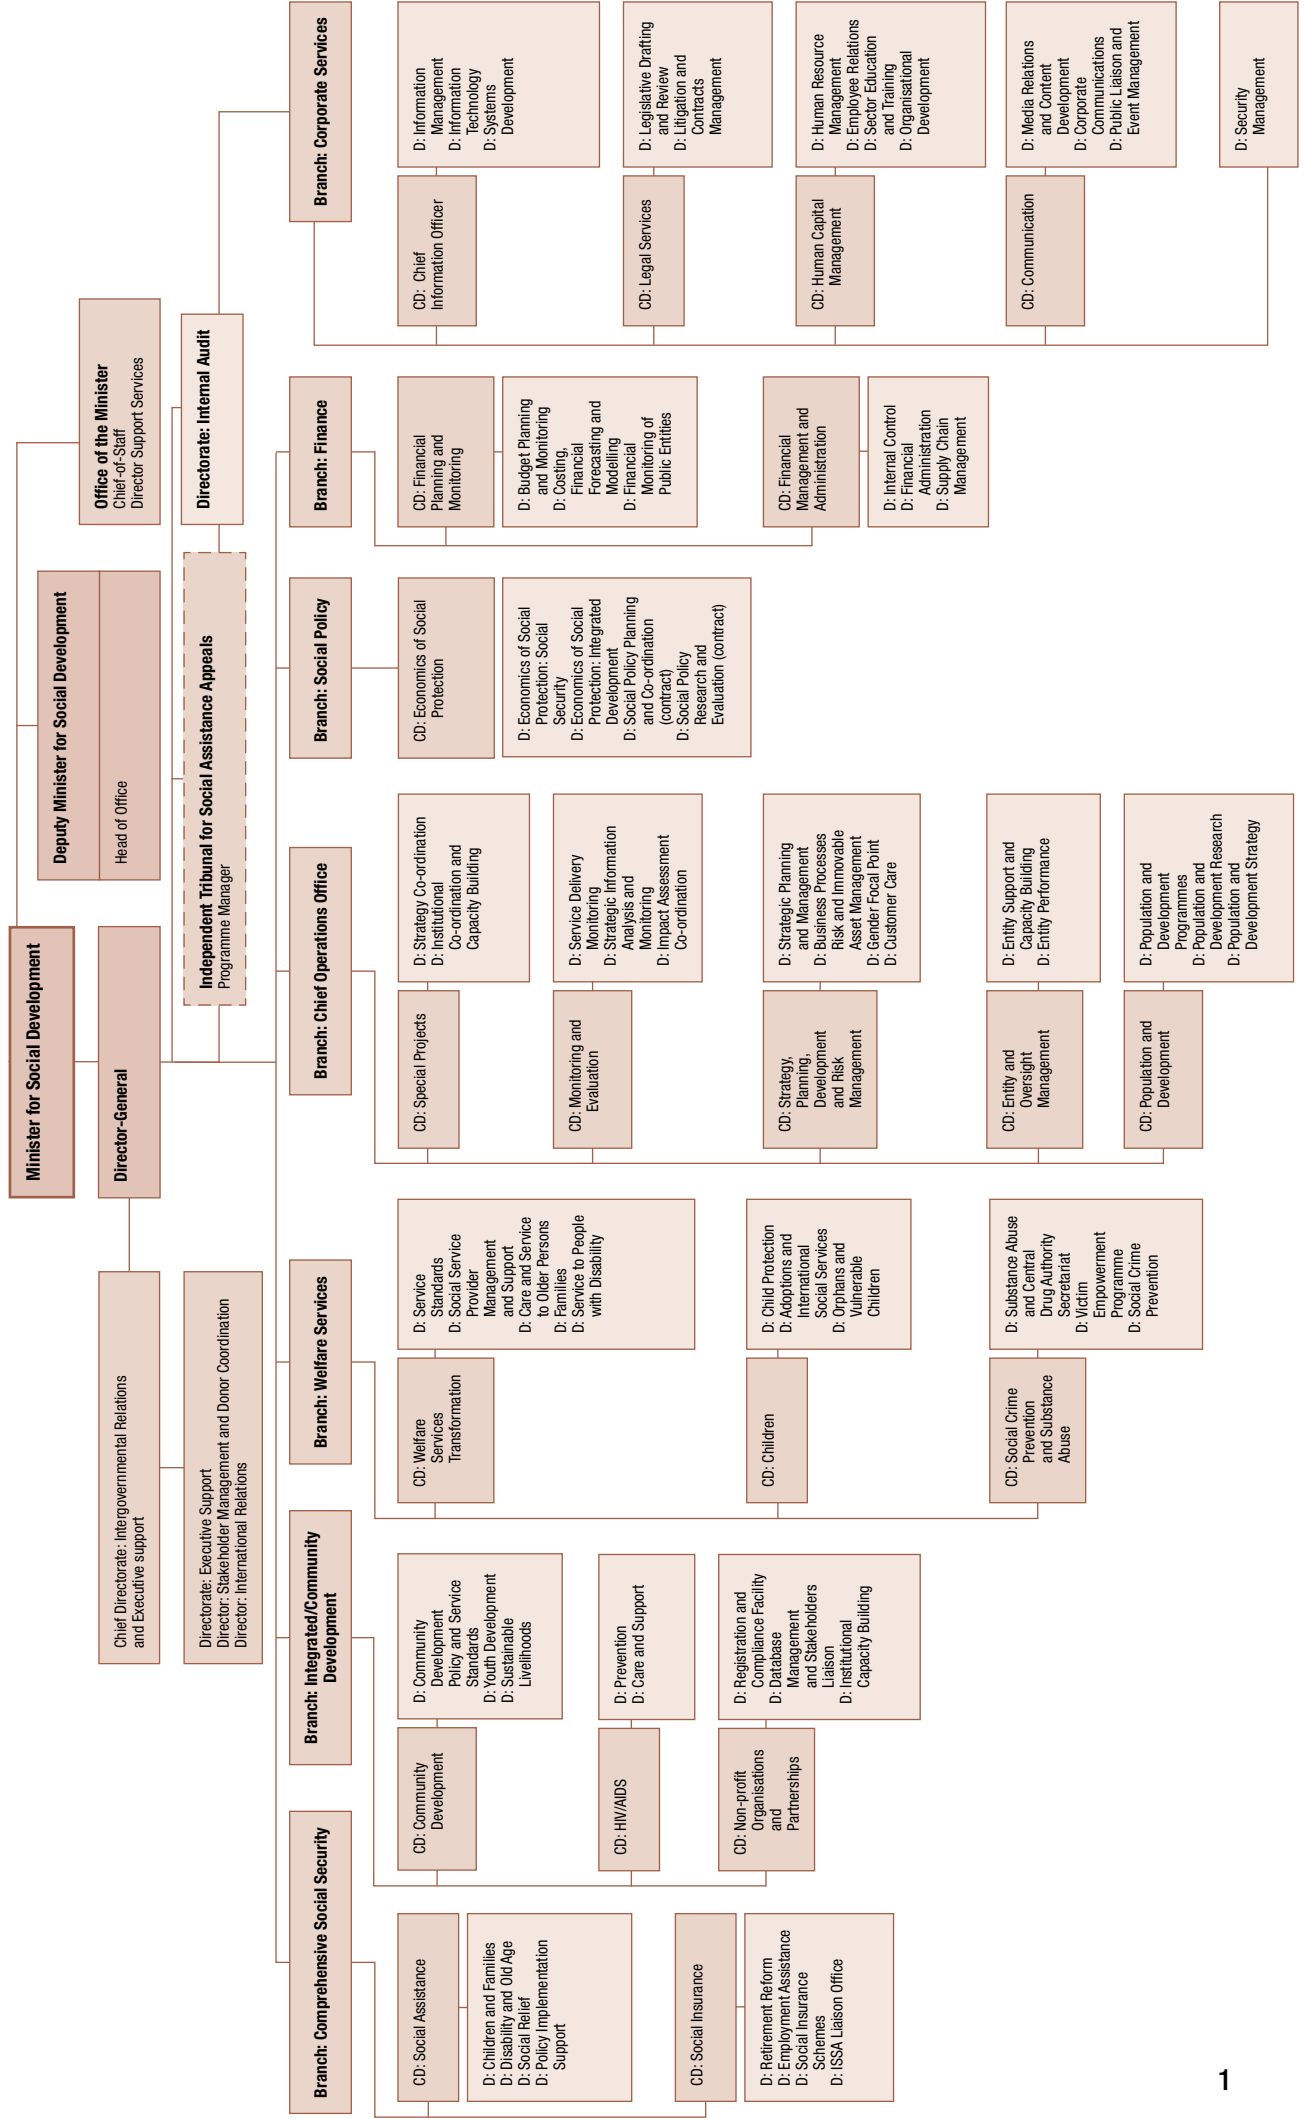 Minister for Social Development
Deputy Minister for Social Development
Head of Office
Office of the Minister
Chief-of-Staff
Director Support Services
Director-General
Chief Directorate: Intergovernmental Relations
and Executive support
Directorate: Executive Support
Director: Stakeholder Management and Donor Coordination
Director: International Relations
Independent Tribunal for Social Assistance Appeals
Programme Manager
Directorate: Internal Audit
Branch: Comprehensive Social Security
CD: Social Assistance
D: Children and Families
D: Disability and Old Age
D: Social Relief
D: Policy Implementation
Support
CD: Social Insurance
D: Retirement Reform
D: Employment Assistance
D: Social Insurance
Schemes
D: ISSA Liaison Office
Branch: Integrated/Community
Development
CD: Community
Development
D: Community
Development
Policy and Service
Standards
D: Youth Development
D: Sustainable
Livelihoods
CD: HIV/AIDS
D: Prevention
D: Care and Support
CD: Non-profit
Organisations
and
Partnerships
D: Registration and
Compliance Facility
D: Database
Management
and Stakeholders
Liaison
D: Institutional
Capacity Building
Branch: Welfare Services
CD: Welfare
Services
Transformation
D: Service
Standards
D: Social Service
Provider
Management
and Support
D: Care and Service
to Older Persons
D: Families
D: Service to People
with Disability
CD: Children
D: Child Protection
D: Adoptions and
International
Social Services
D: Orphans and
Vulnerable
Children
CD: Social Crime
Prevention
and Substance
Abuse
D: Substance Abuse
and Central
Drug Authority
Secretariat
D: Victim
Empowerment
Programme
D: Social Crime
Prevention
Branch: Chief Operations Office
CD: Special Projects
D: Strategy Co-ordination
D: Institutional
Co-ordination and
Capacity Building
CD: Monitoring and
Evaluation
D: Service Delivery
Monitoring
D: Strategic Information
Analysis and
Monitoring
D: Impact Assessment
Co-ordination
CD: Strategy,
Planning,
Development
and Risk
Management
D: Strategic Planning
and Management
D: Business Processes
Risk and Immovable
Asset Management
D: Gender Focal Point
D: Customer Care
CD: Entity and
Oversight
Management
D: Entity Support and
Capacity Building
D: Entity Performance
CD: Population and
Development
D: Population and
Development
Programmes
D: Population and
Development Research
D: Population and
Development Strategy
Branch: Social Policy
CD: Economics of Social
Protection
D: Economics of Social
Protection: Social
Security
D: Economics of Social
Protection: Integrated
Development
D: Social Policy Planning
and Co-ordination
(contract)
D: Social Policy
Research and
Evaluation (contract)
Branch: Finance
CD: Financial
Planning and
Monitoring
D: Budget Planning
and Monitoring
D: Costing,
Financial
Forecasting and
Modelling
D: Financial
Monitoring of
Public Entities
CD: Financial
Management and
Administration
D: Internal Control
D: Financial
Administration
D: Supply Chain
Management
Branch: Corporate Services
CD: Chief
Information Officer
D: Information
Management
D: Information
Technology
D: Systems
Development
CD: Legal Services
D: Legislative Drafting
and Review
D: Litigation and
Contracts
Management
CD: Human Capital
Management
D: Human Resource
Management
D: Employee Relations
D: Sector Education
and Training
D: Organisational
Development
CD: Communication
D: Media Relations
and Content
Development
D: Corporate
Communications
D: Public Liaison and
Event Management
D: Security
Management
1